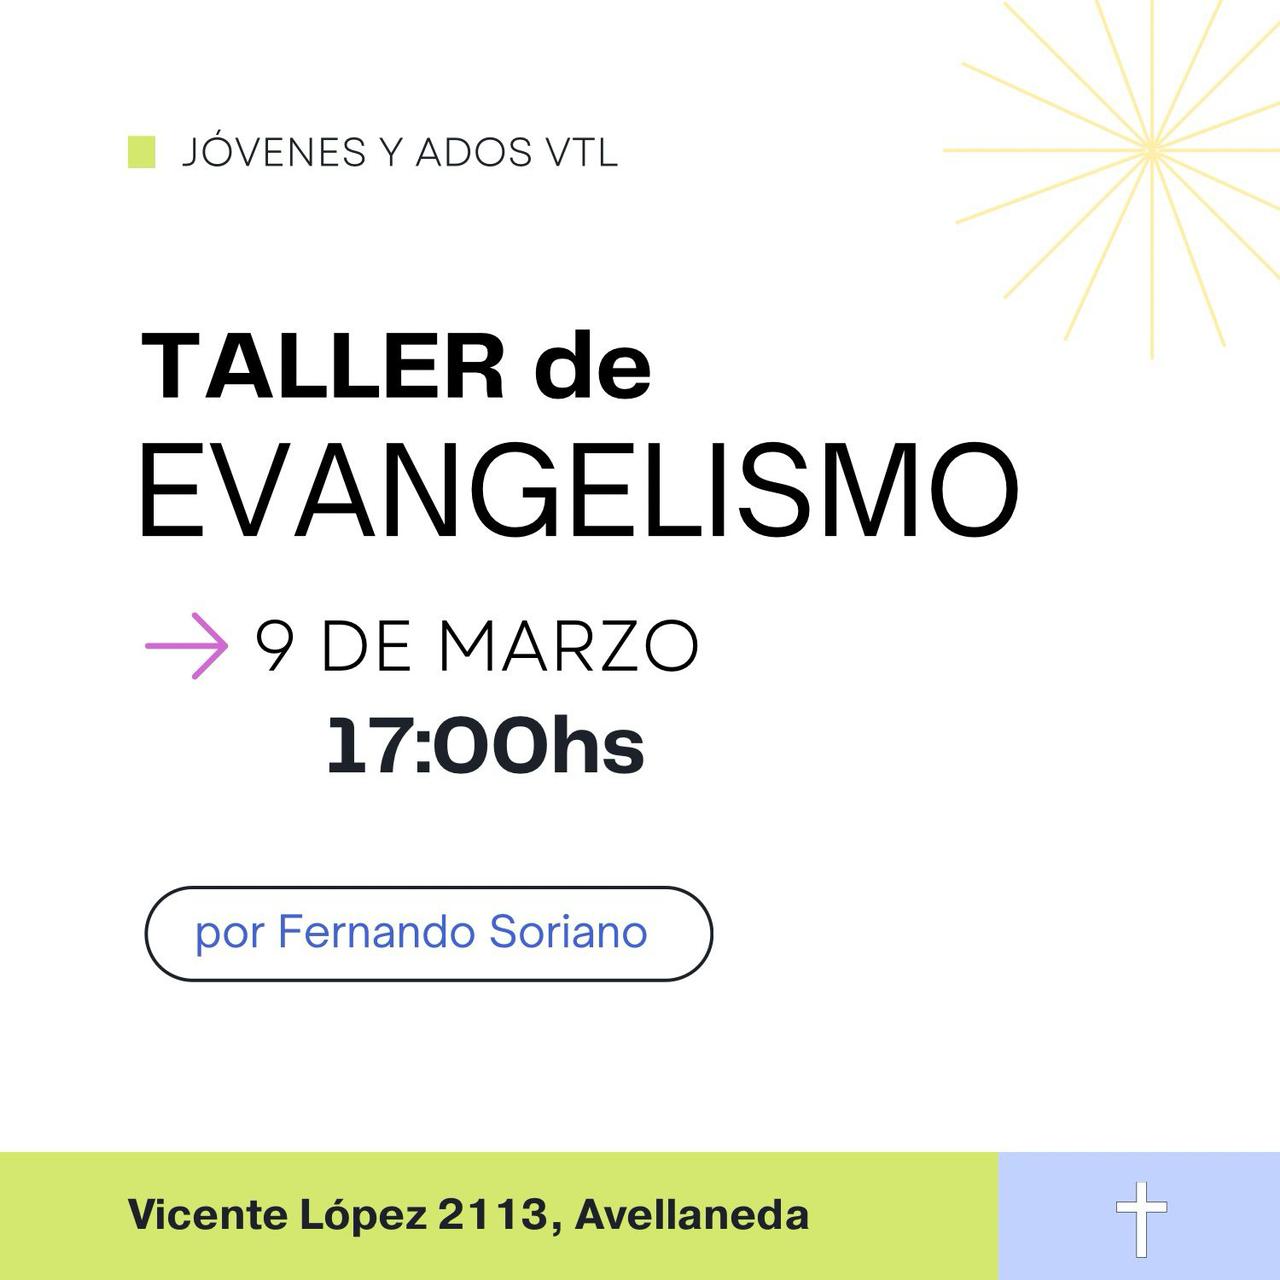 JÓVENES Y ADOS VTL
TALLER de
EVANGELISMO
9 DE MARZO
17:00hs
por Fernando Soriano
Vicente López 2113, Avellaneda